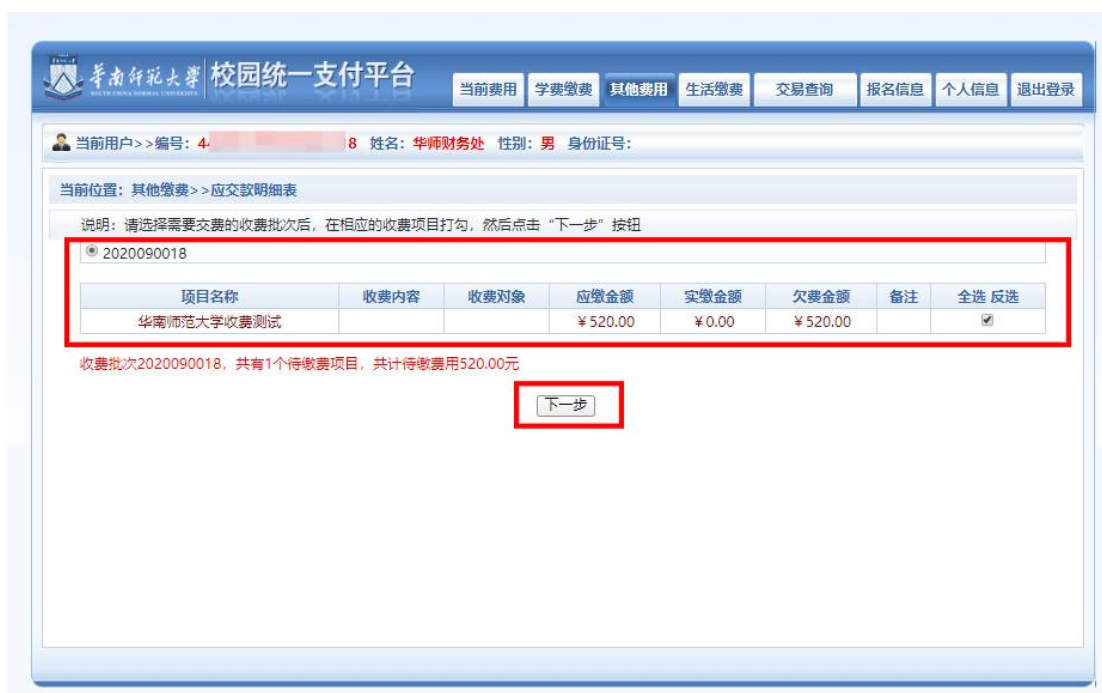 华南师范大学 校园统一支付平台
SOUTH CHINA NORMAL UNIVERSITY
当前费用 学费缴费 其他费用 生活缴费 交易查询 报名信息 个人信息 退出登录
当前用户>>编号：4 8 姓名：华师财务处 性别：男 身份证号：
当前位置：其他缴费>>应交款明细表
说明：请选择需要交费的收费批次后，在相应的收费项目打勾，然后点击“下一步”按钮
2020090018
项目名称 收费内容 收费对象 应缴金额 实缴金额 欠费金额 备注 全选 反选
华南师范大学收费测试 ￥520.00 ￥0.00 ￥520.00
收费批次2020090018，共有1个待缴费项目，共计待缴费用520.00元
下一步